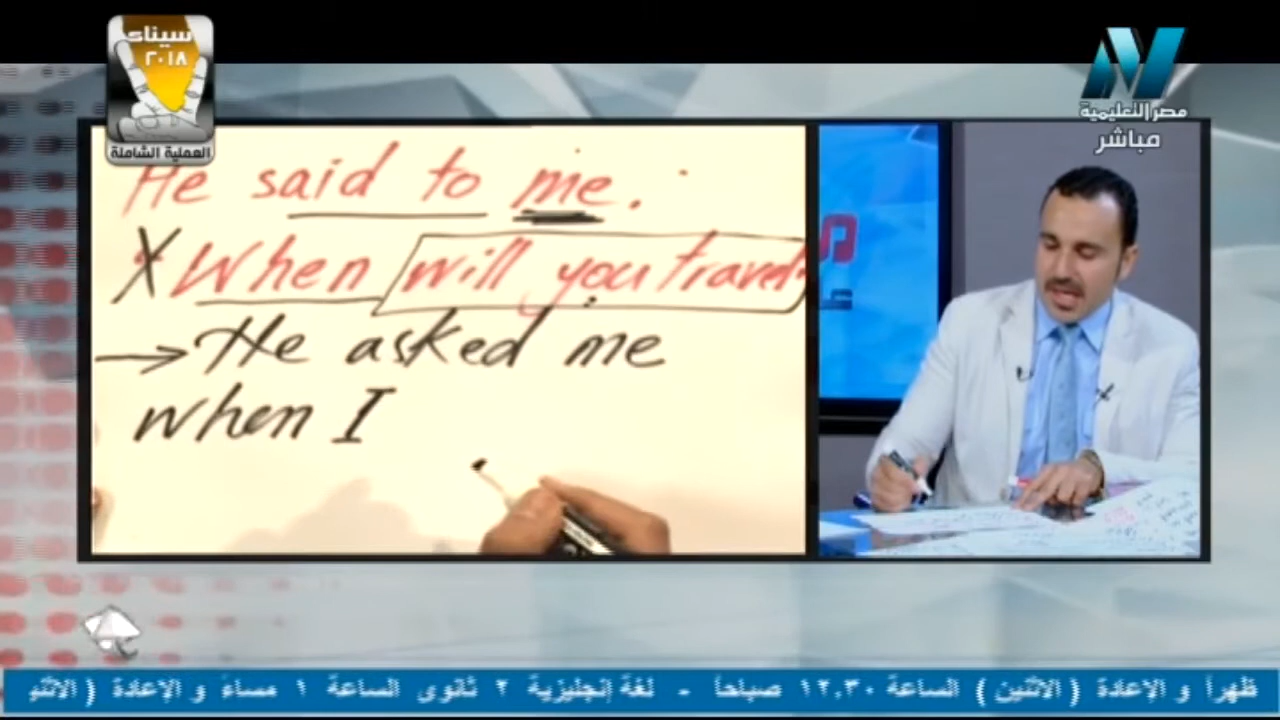 سيناء
٢٠١٨
العملية الشاملة
مصر التعليمية
مباشر
He said to me.
X "When will you travel
→ He asked me
when I
ظهراً و الإعادة ( الاثنين ) الساعة ١٢,٣٠ صباحاً - لغة إنجليزية ٢ ثانوى الساعة ١ مساءً و الإعادة ( الاثني